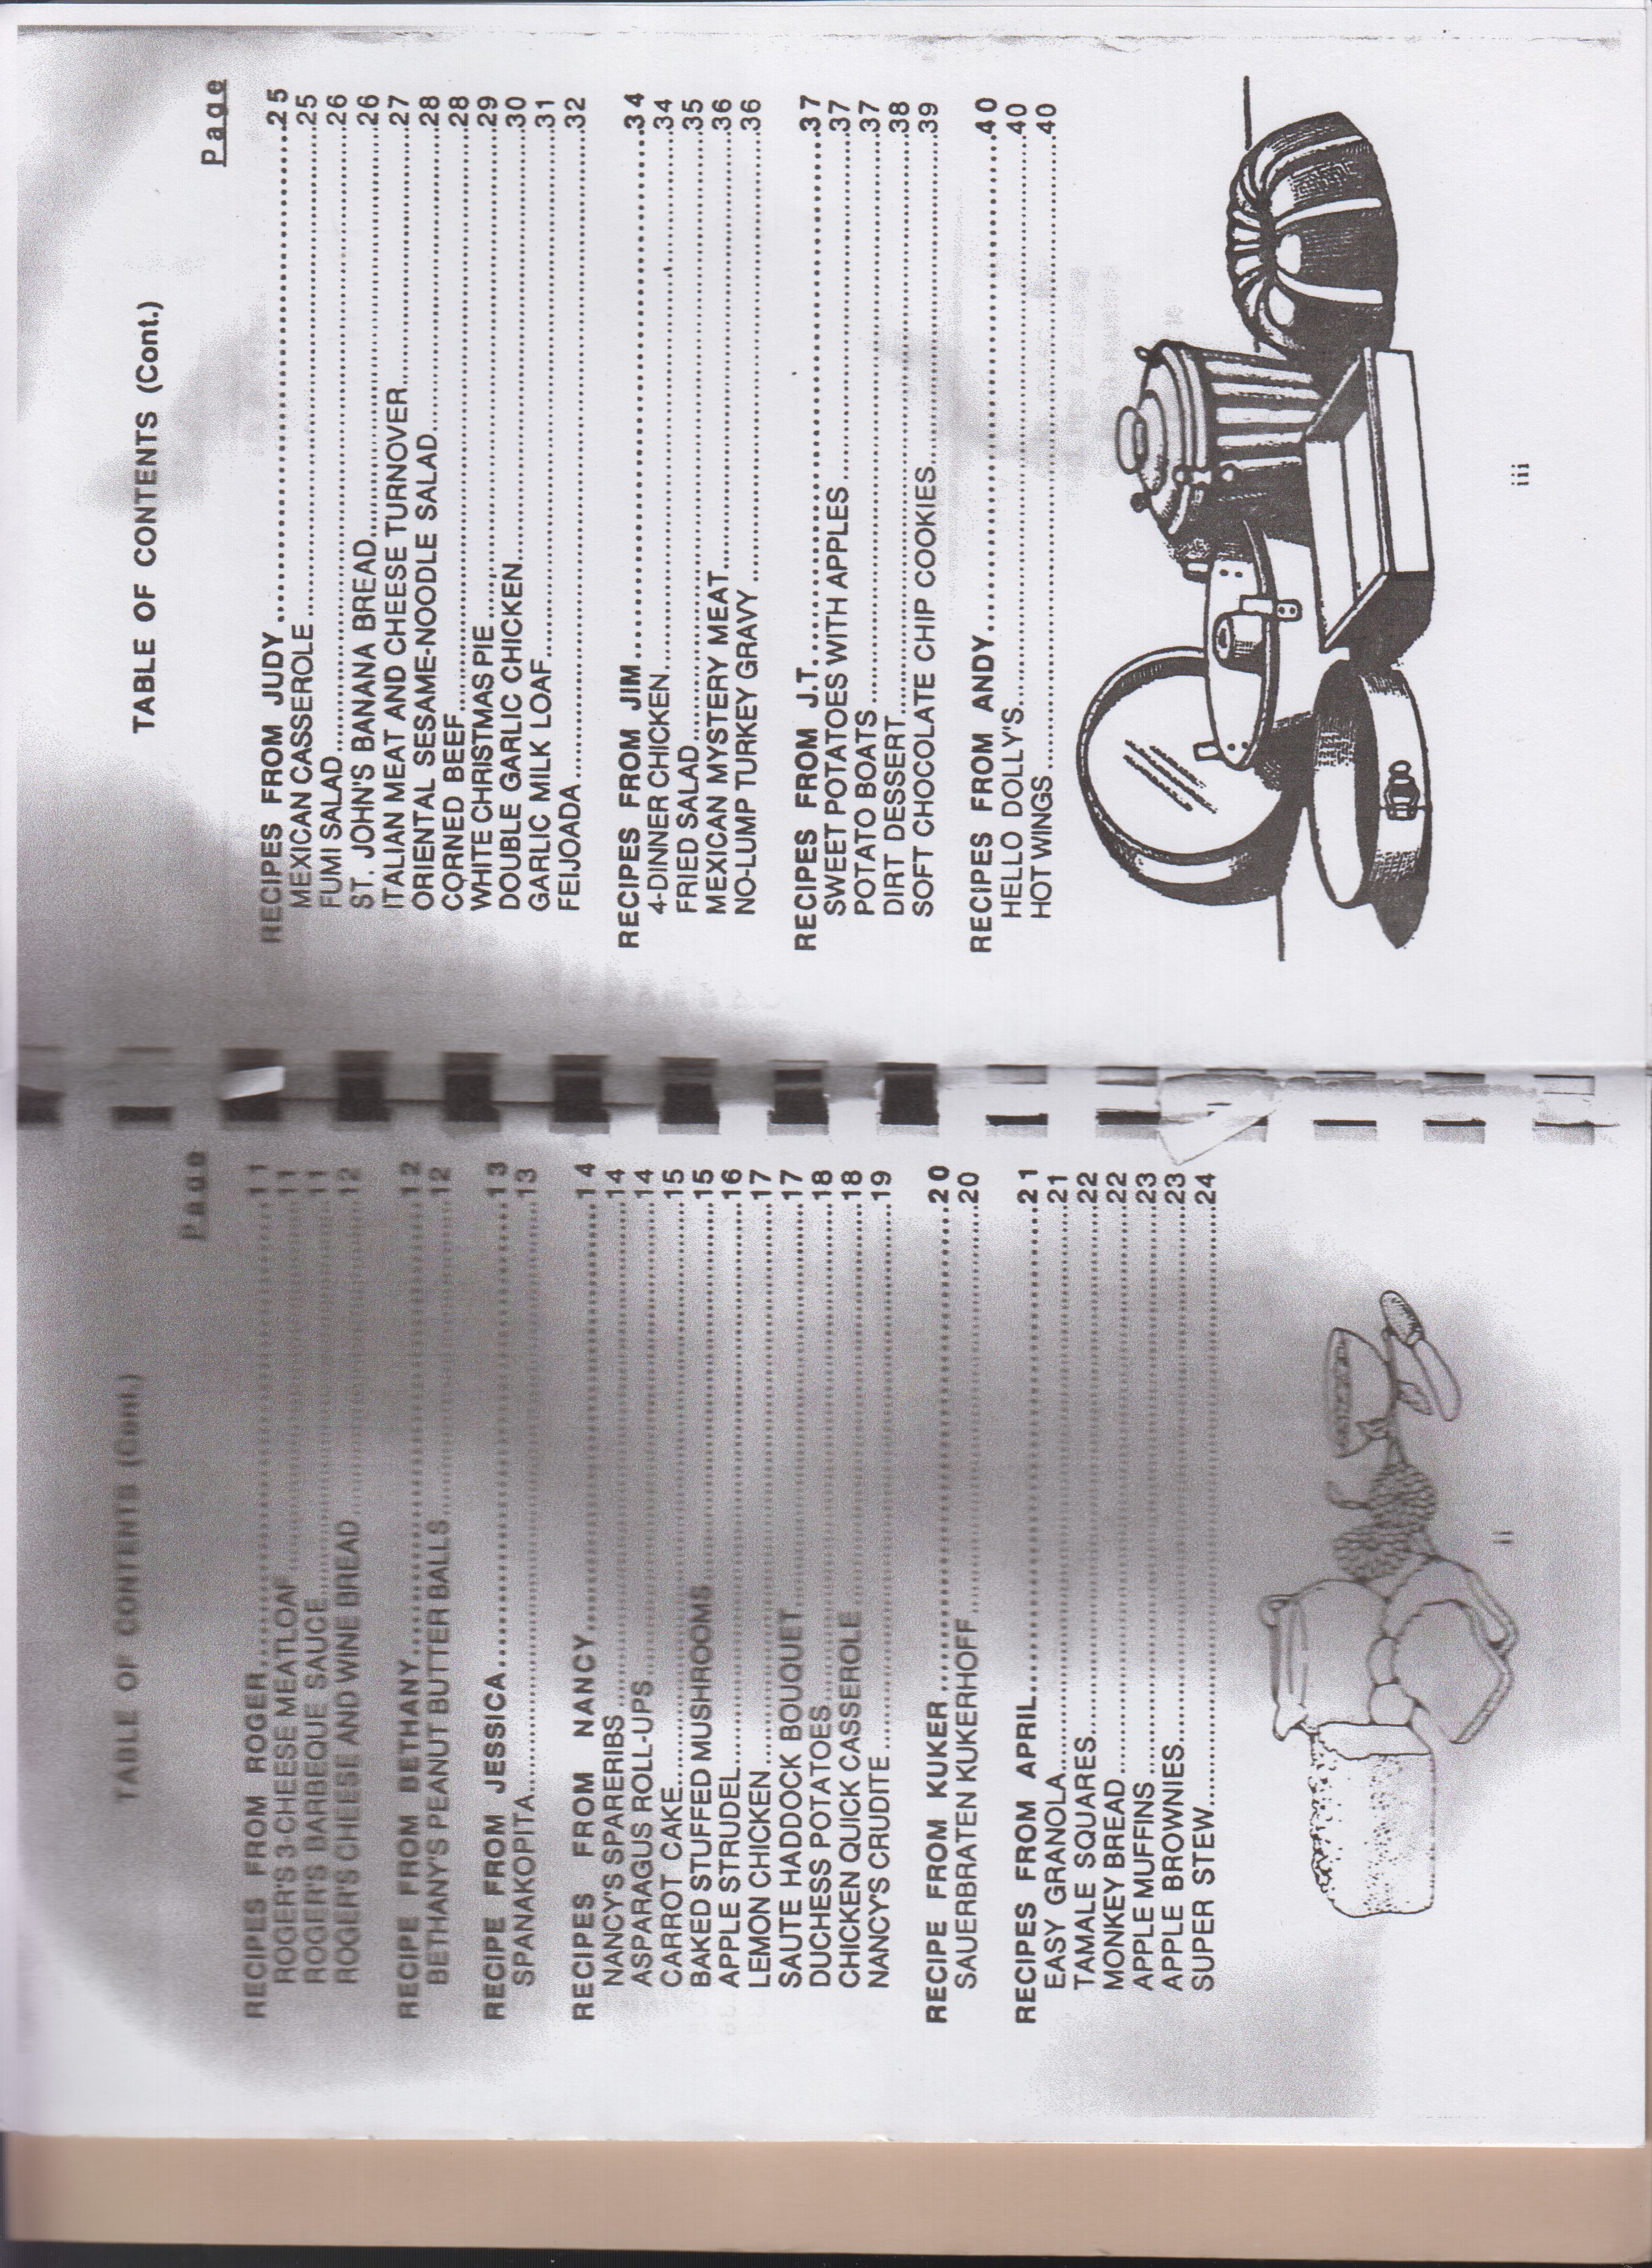 TABLE OF CONTENTS (Cont.)
Page
RECIPES FROM ROGER..........11
ROGER'S 3-CHEESE MEATLOAF..........11
ROGER'S BARBEQUE SAUCE..........11
ROGER'S CHEESE AND WINE BREAD..........12
RECIPE FROM BETHANY..........12
BETHANY'S PEANUT BUTTER BALLS..........12
RECIPE FROM JESSICA..........13
SPANAKOPITA..........13
RECIPES FROM NANCY..........14
NANCY'S SPARERIBS..........14
ASPARAGUS ROLL-UPS..........14
CARROT CAKE..........15
BAKED STUFFED MUSHROOMS..........15
APPLE STRUDEL..........16
LEMON CHICKEN..........17
SAUTE HADDOCK BOUQUET..........17
DUCHESS POTATOES..........18
CHICKEN QUICK CASSEROLE..........18
NANCY'S CRUDITE..........19
RECIPE FROM KUKER..........20
SAUERBRATEN KUKERHOFF..........20
RECIPES FROM APRIL..........21
EASY GRANOLA..........21
TAMALE SQUARES..........22
MONKEY BREAD..........22
APPLE MUFFINS..........23
APPLE BROWNIES..........23
SUPER STEW..........24
ii
TABLE OF CONTENTS (Cont.)
Page
RECIPES FROM JUDY..........25
MEXICAN CASSEROLE..........25
FUMI SALAD..........26
ST. JOHN'S BANANA BREAD..........26
ITALIAN MEAT AND CHEESE TURNOVER..........27
ORIENTAL SESAME-NOODLE SALAD..........28
CORNED BEEF..........28
WHITE CHRISTMAS PIE..........29
DOUBLE GARLIC CHICKEN..........30
GARLIC MILK LOAF..........31
FEIJOADA..........32
RECIPES FROM JIM..........34
4-DINNER CHICKEN..........34
FRIED SALAD..........35
MEXICAN MYSTERY MEAT..........36
NO-LUMP TURKEY GRAVY..........36
RECIPES FROM J.T...........37
SWEET POTATOES WITH APPLES..........37
POTATO BOATS..........37
DIRT DESSERT..........38
SOFT CHOCOLATE CHIP COOKIES..........39
RECIPES FROM ANDY..........40
HELLO DOLLY'S..........40
HOT WINGS..........40
iii